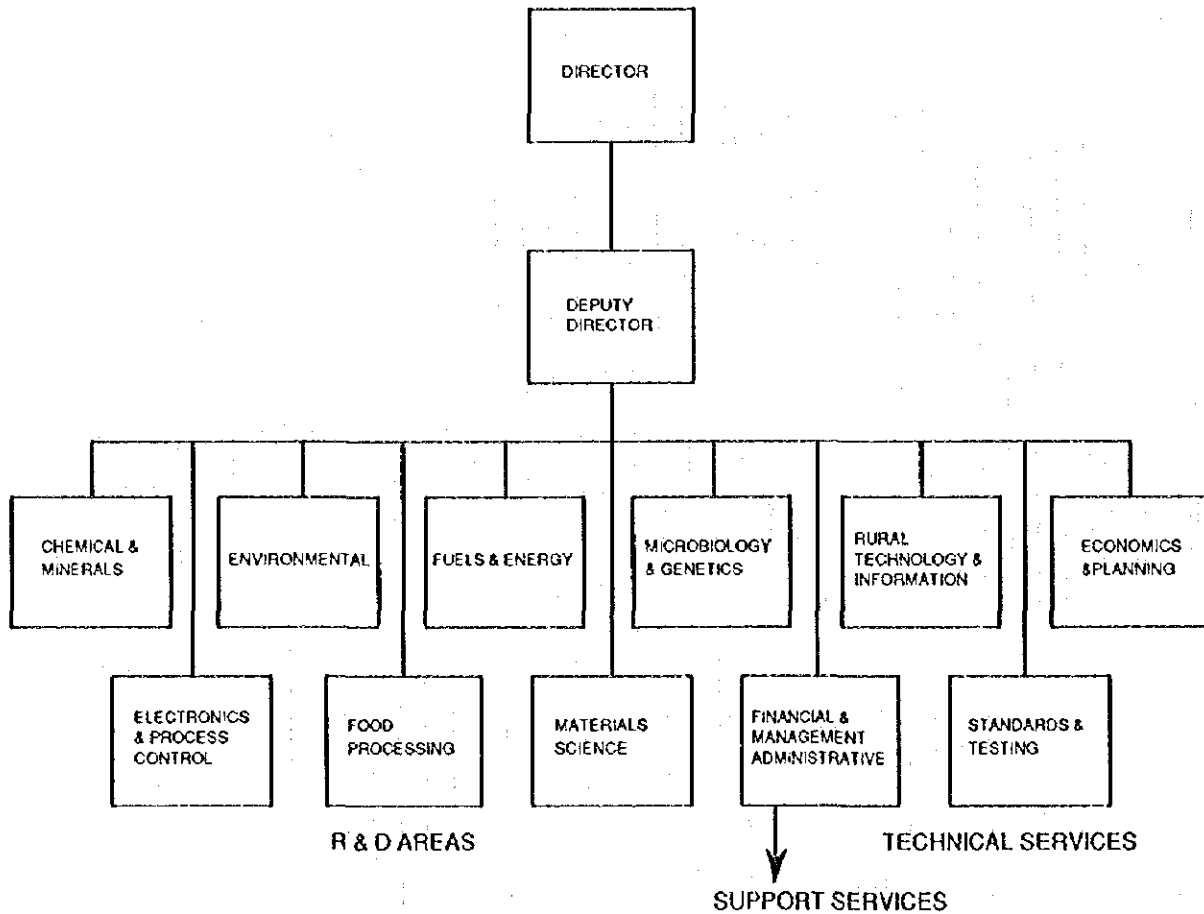 DIRECTOR
DEPUTY
DIRECTOR
CHEMICAL &
MINERALS
ENVIRONMENTAL
FUELS & ENERGY
MICROBIOLOGY
& GENETICS
RURAL
TECHNOLOGY &
INFORMATION
ECONOMICS
&PLANNING
ELECTRONICS
& PROCESS
CONTROL
FOOD
PROCESSING
MATERIALS
SCIENCE
FINANCIAL &
MANAGEMENT
ADMINISTRATIVE
STANDARDS &
TESTING
R & D AREAS
TECHNICAL SERVICES
SUPPORT SERVICES